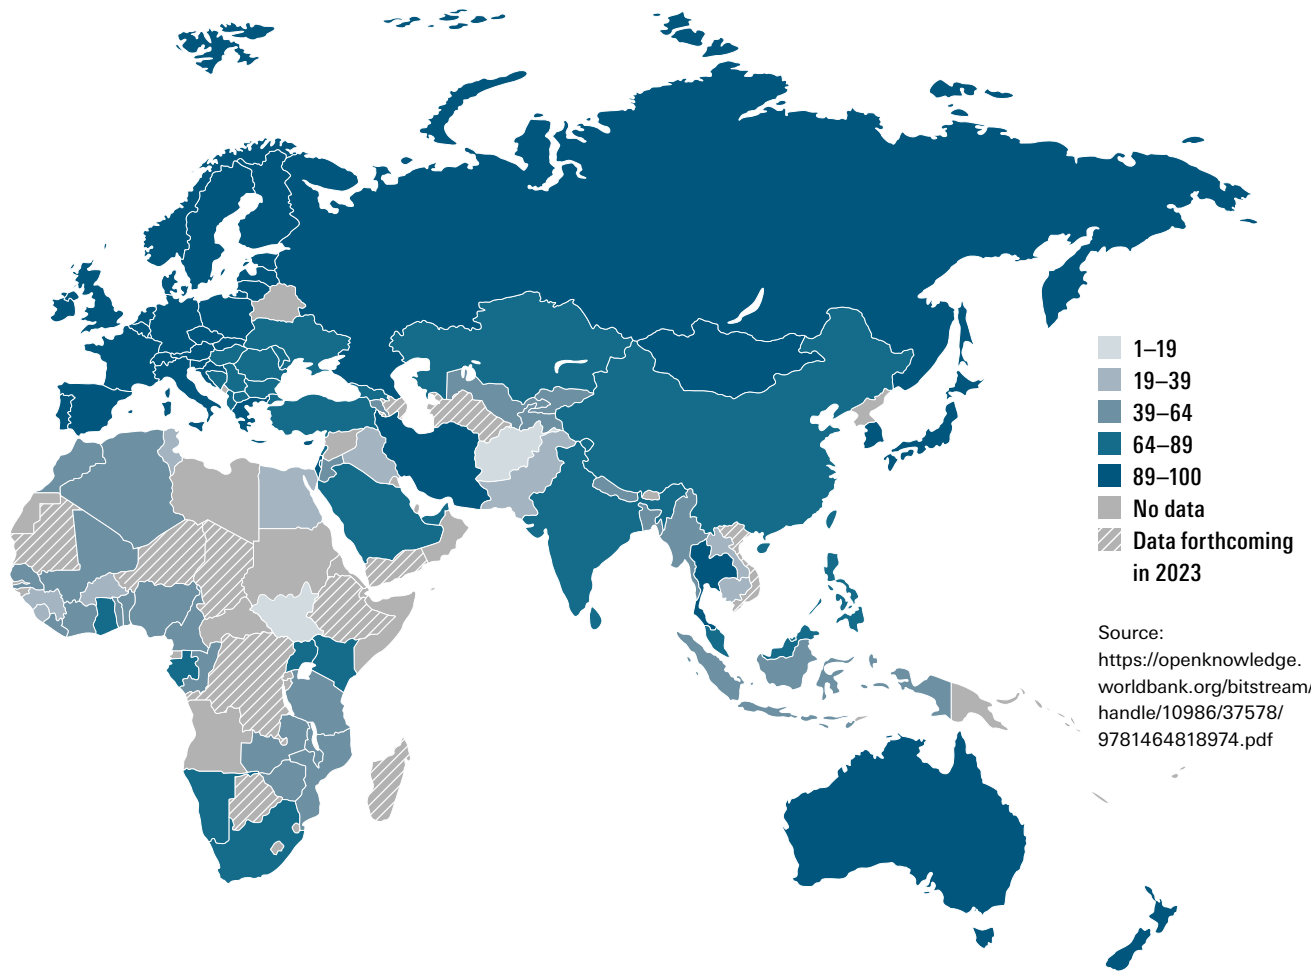 1–19
19–39
39–64
64–89
89–100
No data
Data forthcoming
in 2023
Source:
https://openknowledge.
worldbank.org/bitstream/
handle/10986/37578/
9781464818974.pdf